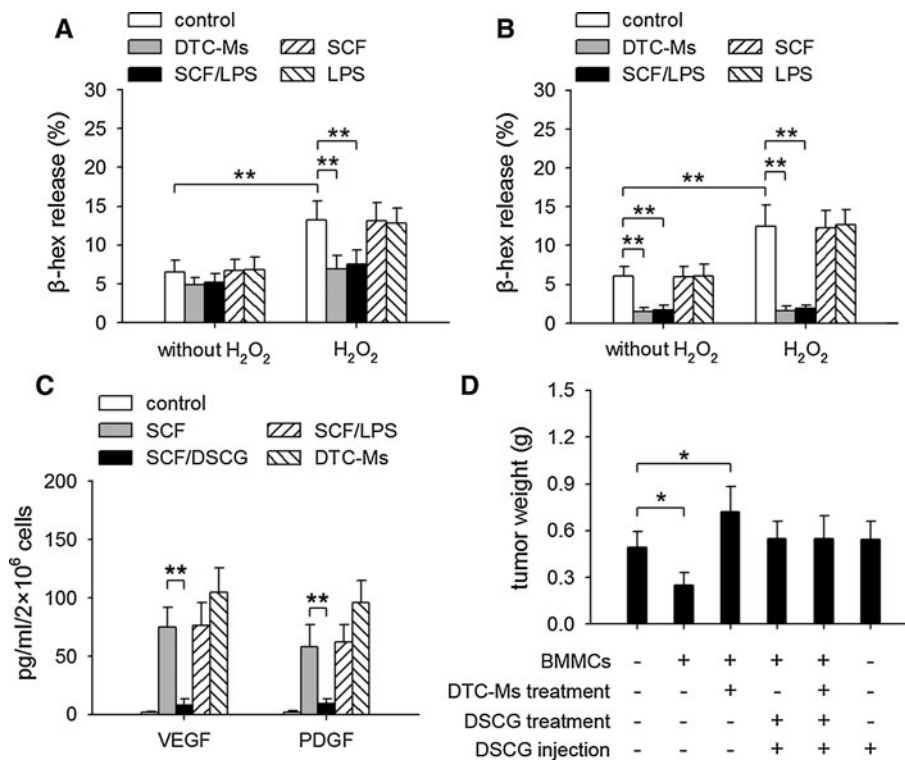 A
control
DTC-Ms SCF
SCF/LPS LPS
β-hex release (%)
30
25
20
15
10
5
0
**
**
**
without H₂O₂ H₂O₂
B
control
DTC-Ms SCF
SCF/LPS LPS
β-hex release (%)
30
25
20
15
10
5
0
**
**
**
**
**
without H₂O₂ H₂O₂
C
control
SCF SCF/LPS
SCF/DSCG DTC-Ms
pg/ml/2×10⁶ cells
200
150
100
50
0
**
**
VEGF PDGF
D
tumor weight (g)
1.5
1.2
0.9
0.6
0.3
0.0
*
*
BMMCs - + + + + -
DTC-Ms treatment - - + - + -
DSCG treatment - - - + + -
DSCG injection - - - + + +